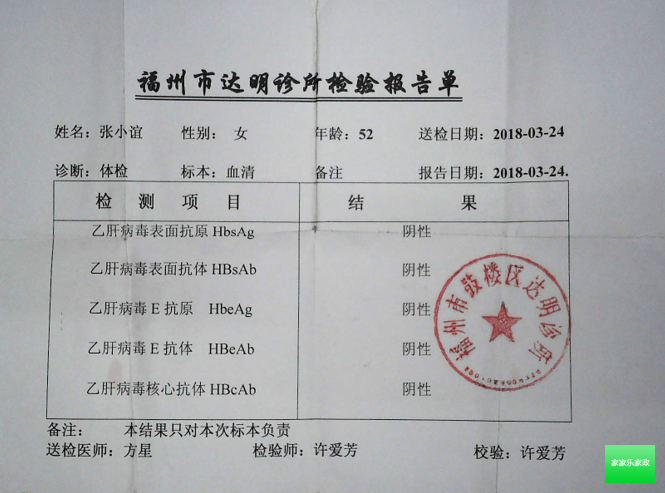 福州市达明诊所检验报告单
姓名：张小谊 性别： 女 年龄：52 送检日期：2018-03-24
诊断：体检 标本：血清 备注 报告日期：2018-03-24.
检 测 项 目 结 果
乙肝病毒表面抗原 HbsAg 阴性
乙肝病毒表面抗体 HBsAb 阴性
乙肝病毒 E 抗原 HbeAg 阴性
乙肝病毒 E 抗体 HBeAb 阴性
乙肝病毒核心抗体 HBcAb 阴性
福州市鼓楼区达明诊所
备注： 本结果只对本次标本负责
送检医师：方星 检验师：许爱芳 校验：许爱芳
家家乐家政